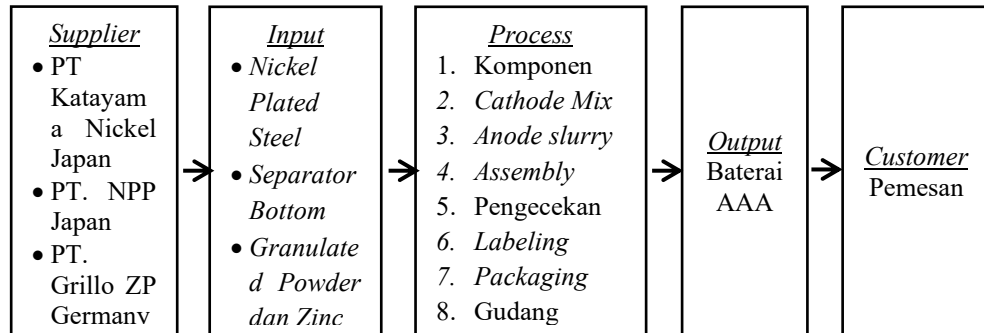 Supplier
• PT
Katayam
a Nickel
Japan
• PT. NPP
Japan
• PT.
Grillo ZP
Germany
Input
• Nickel
Plated
Steel
• Separator
Bottom
• Granulate
d Powder
dan Zinc
Process
1. Komponen
2. Cathode Mix
3. Anode slurry
4. Assembly
5. Pengecekan
6. Labeling
7. Packaging
8. Gudang
Output
Baterai
AAA
Customer
Pemesan